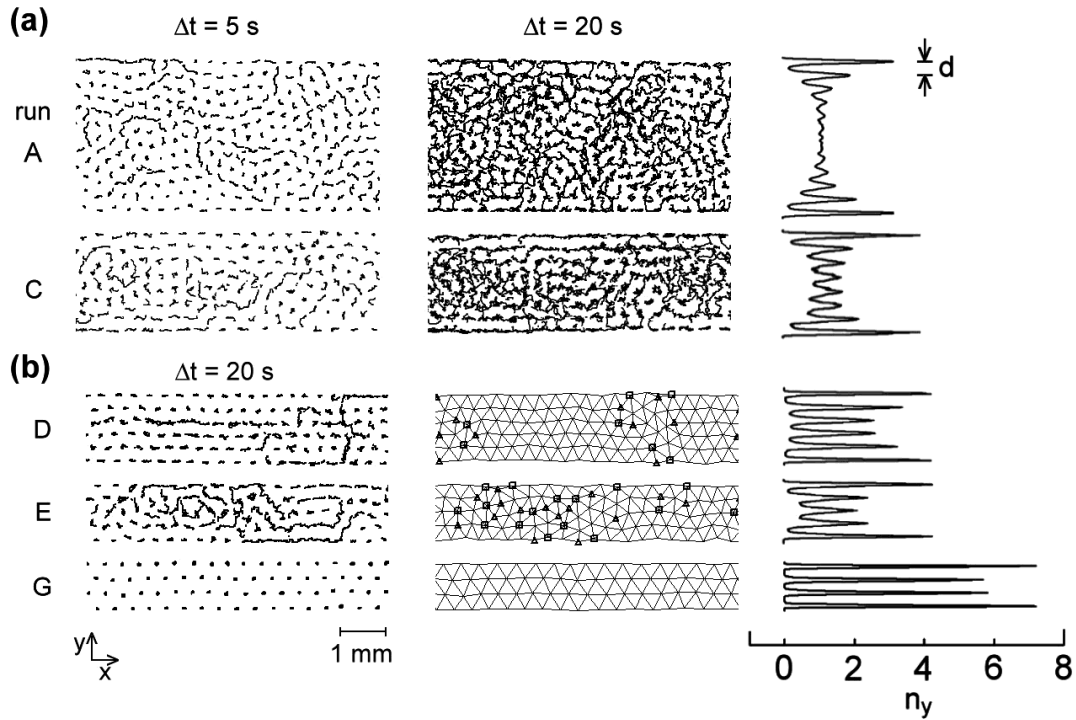 (a)
Δt = 5 s
Δt = 20 s
d
run
A
C
(b)
Δt = 20 s
D
E
G
y
x
1 mm
0 2 4 6 8
n_y